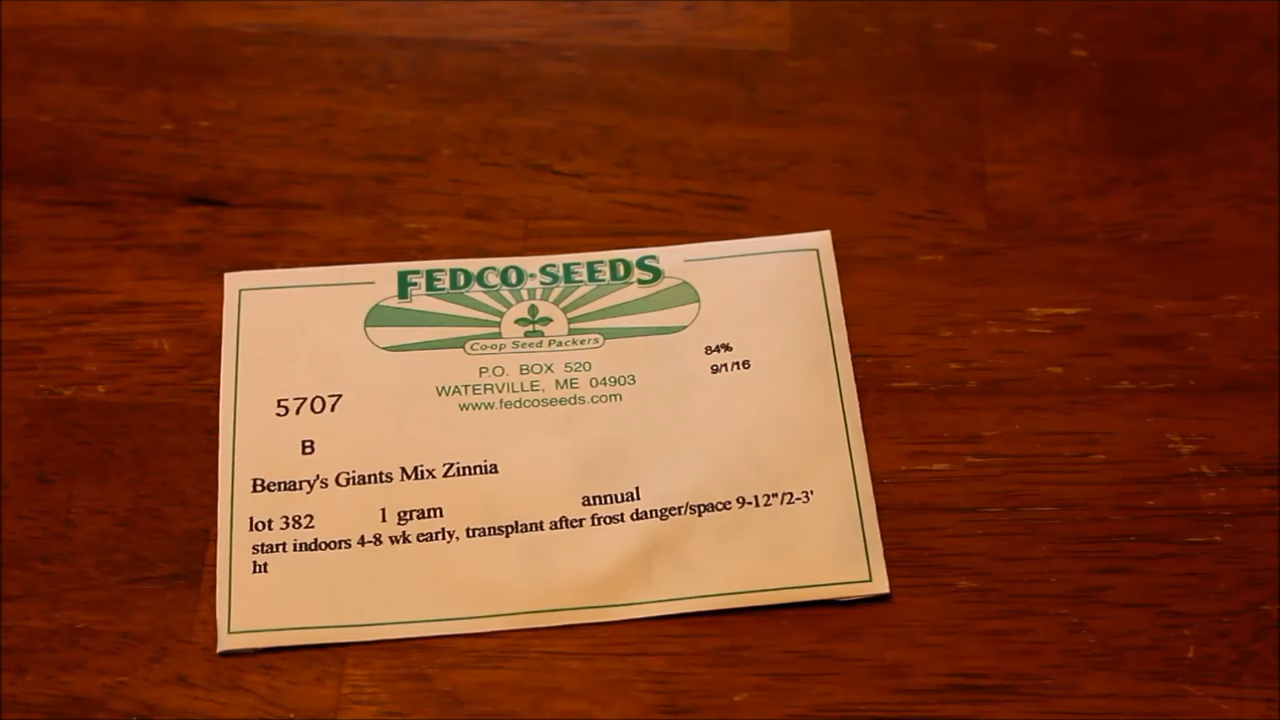 FEDCO·SEEDS
Co-op Seed Packers
P.O. BOX 520
WATERVILLE, ME 04903
www.fedcoseeds.com
84%
9/1/16
5707
B
Benary's Giants Mix Zinnia
lot 382 1 gram annual
start indoors 4-8 wk early, transplant after frost danger/space 9-12"/2-3'
ht